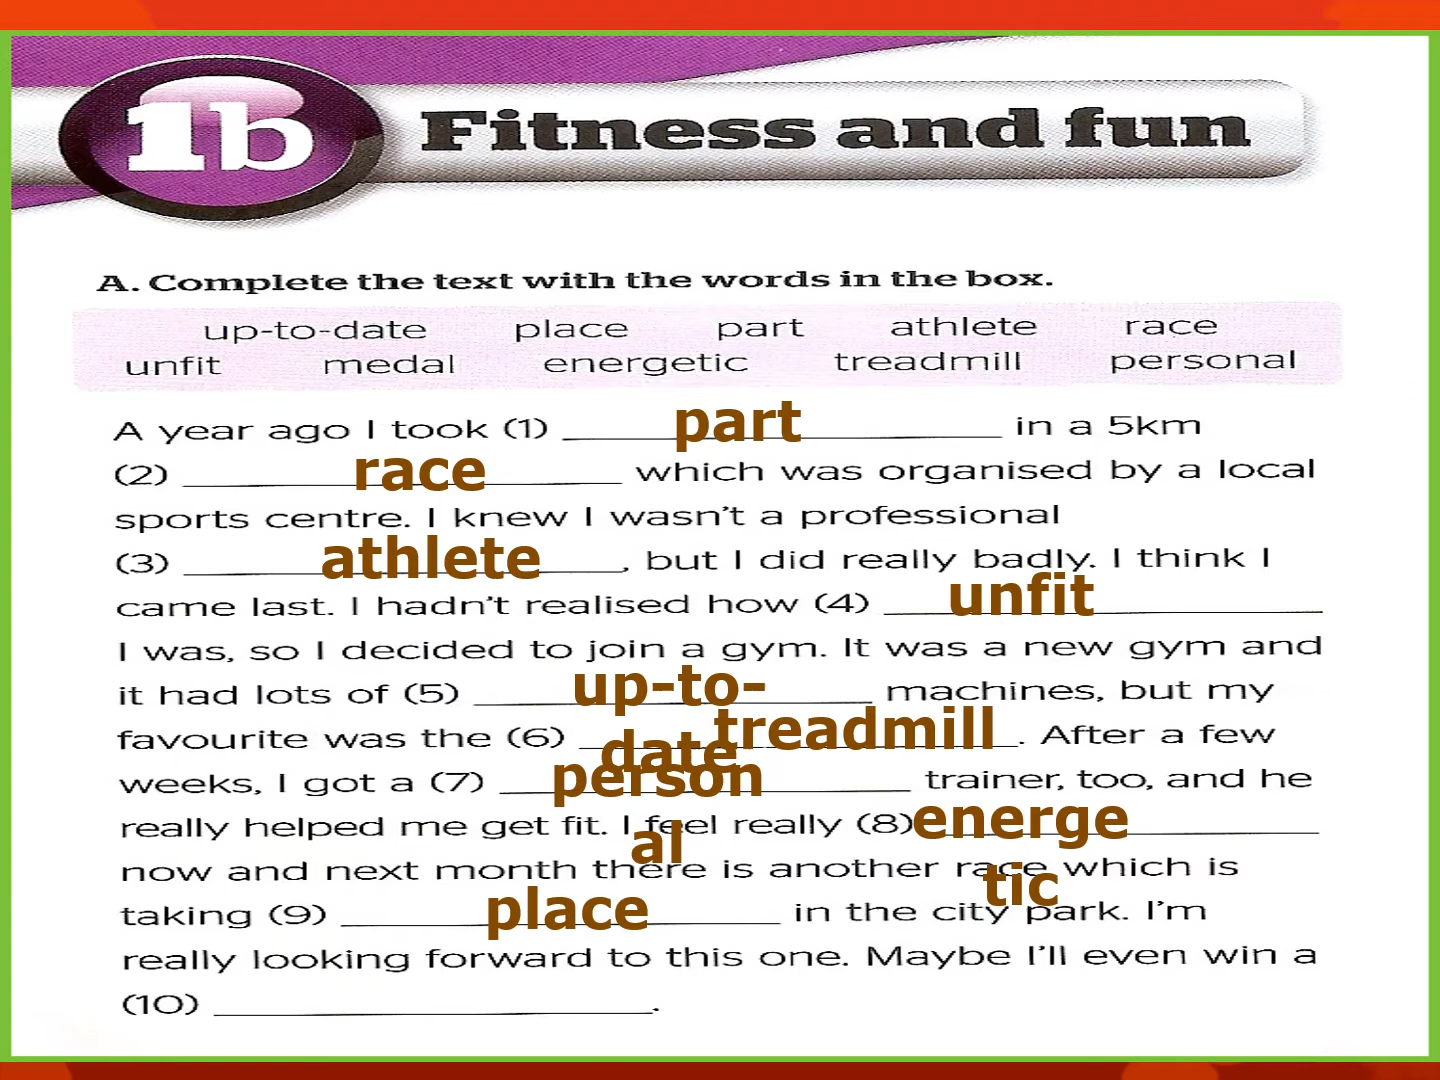 1b Fitness and fun
A. Complete the text with the words in the box.
up-to-date place part athlete race
unfit medal energetic treadmill personal
A year ago I took (1) part in a 5km
(2) race which was organised by a local
sports centre. I knew I wasn't a professional
(3) athlete, but I did really badly. I think I
came last. I hadn't realised how (4) unfit
I was, so I decided to join a gym. It was a new gym and
it had lots of (5) up-to-date machines, but my
favourite was the (6) treadmill. After a few
weeks, I got a (7) personal trainer, too, and he
really helped me get fit. I feel really (8) energetic
now and next month there is another race which is
taking (9) place in the city park. I'm
really looking forward to this one. Maybe I'll even win a
(10) ____________.